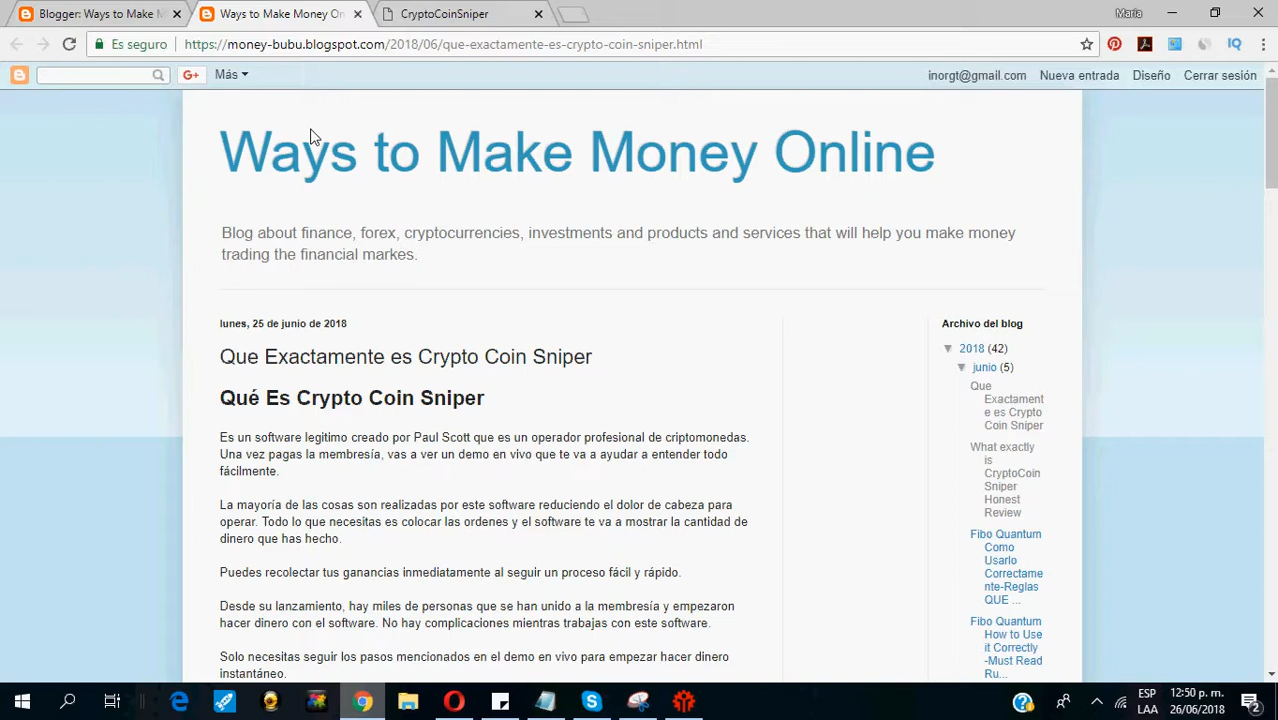 Blogger: Ways to Make M
Ways to Make Money On
CryptoCoinSniper
María
Es seguro
https://money-bubu.blogspot.com/2018/06/que-exactamente-es-crypto-coin-sniper.html
G+
Más
inorgt@gmail.com
Nueva entrada
Diseño
Cerrar sesión
Ways to Make Money Online
Blog about finance, forex, cryptocurrencies, investments and products and services that will help you make money
trading the financial markes.
lunes, 25 de junio de 2018
Que Exactamente es Crypto Coin Sniper
Qué Es Crypto Coin Sniper
Es un software legitimo creado por Paul Scott que es un operador profesional de criptomonedas.
Una vez pagas la membresía, vas a ver un demo en vivo que te va a ayudar a entender todo
fácilmente.
La mayoría de las cosas son realizadas por este software reduciendo el dolor de cabeza para
operar. Todo lo que necesitas es colocar las ordenes y el software te va a mostrar la cantidad de
dinero que has hecho.
Puedes recolectar tus ganancias inmediatamente al seguir un proceso fácil y rápido.
Desde su lanzamiento, hay miles de personas que se han unido a la membresía y empezaron
hacer dinero con el software. No hay complicaciones mientras trabajas con este software.
Solo necesitas seguir los pasos mencionados en el demo en vivo para empezar hacer dinero
instantáneo.
Archivo del blog
▼ 2018 (42)
▼ junio (5)
Que
Exactament
e es Crypto
Coin Sniper
What exactly
is
CryptoCoin
Sniper
Honest
Review
Fibo Quantum
Como
Usarlo
Correctame
nte-Reglas
QUE ...
Fibo Quantum
How to Use
it Correctly
-Must Read
Ru...
ESP
LAA
12:50 p. m.
26/06/2018
2